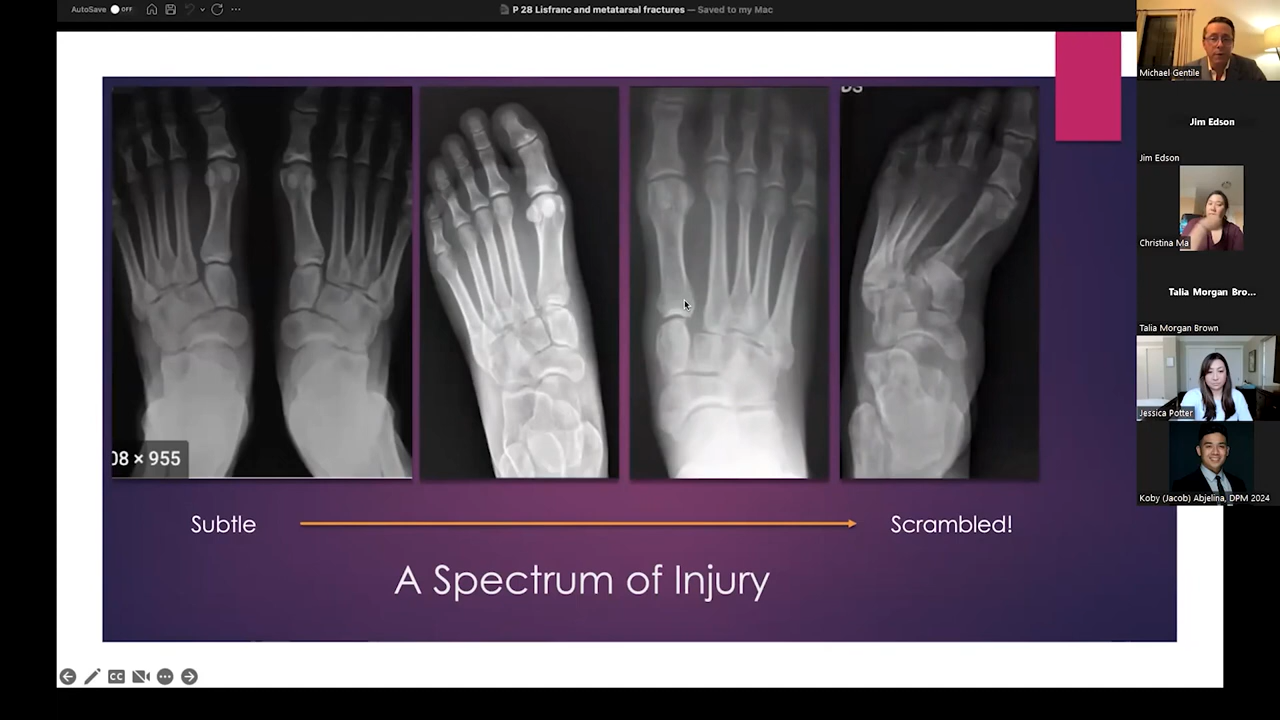 AutoSave OFF
P 28 Lisfranc and metatarsal fractures — Saved to my Mac
Michael Gentile
Jim Edson
Jim Edson
Christina Ma
Talia Morgan Bro...
Talia Morgan Brown
Jessica Potter
Koby (Jacob) Abjelina, DPM 2024
08 × 955
Subtle
Scrambled!
A Spectrum of Injury
CC